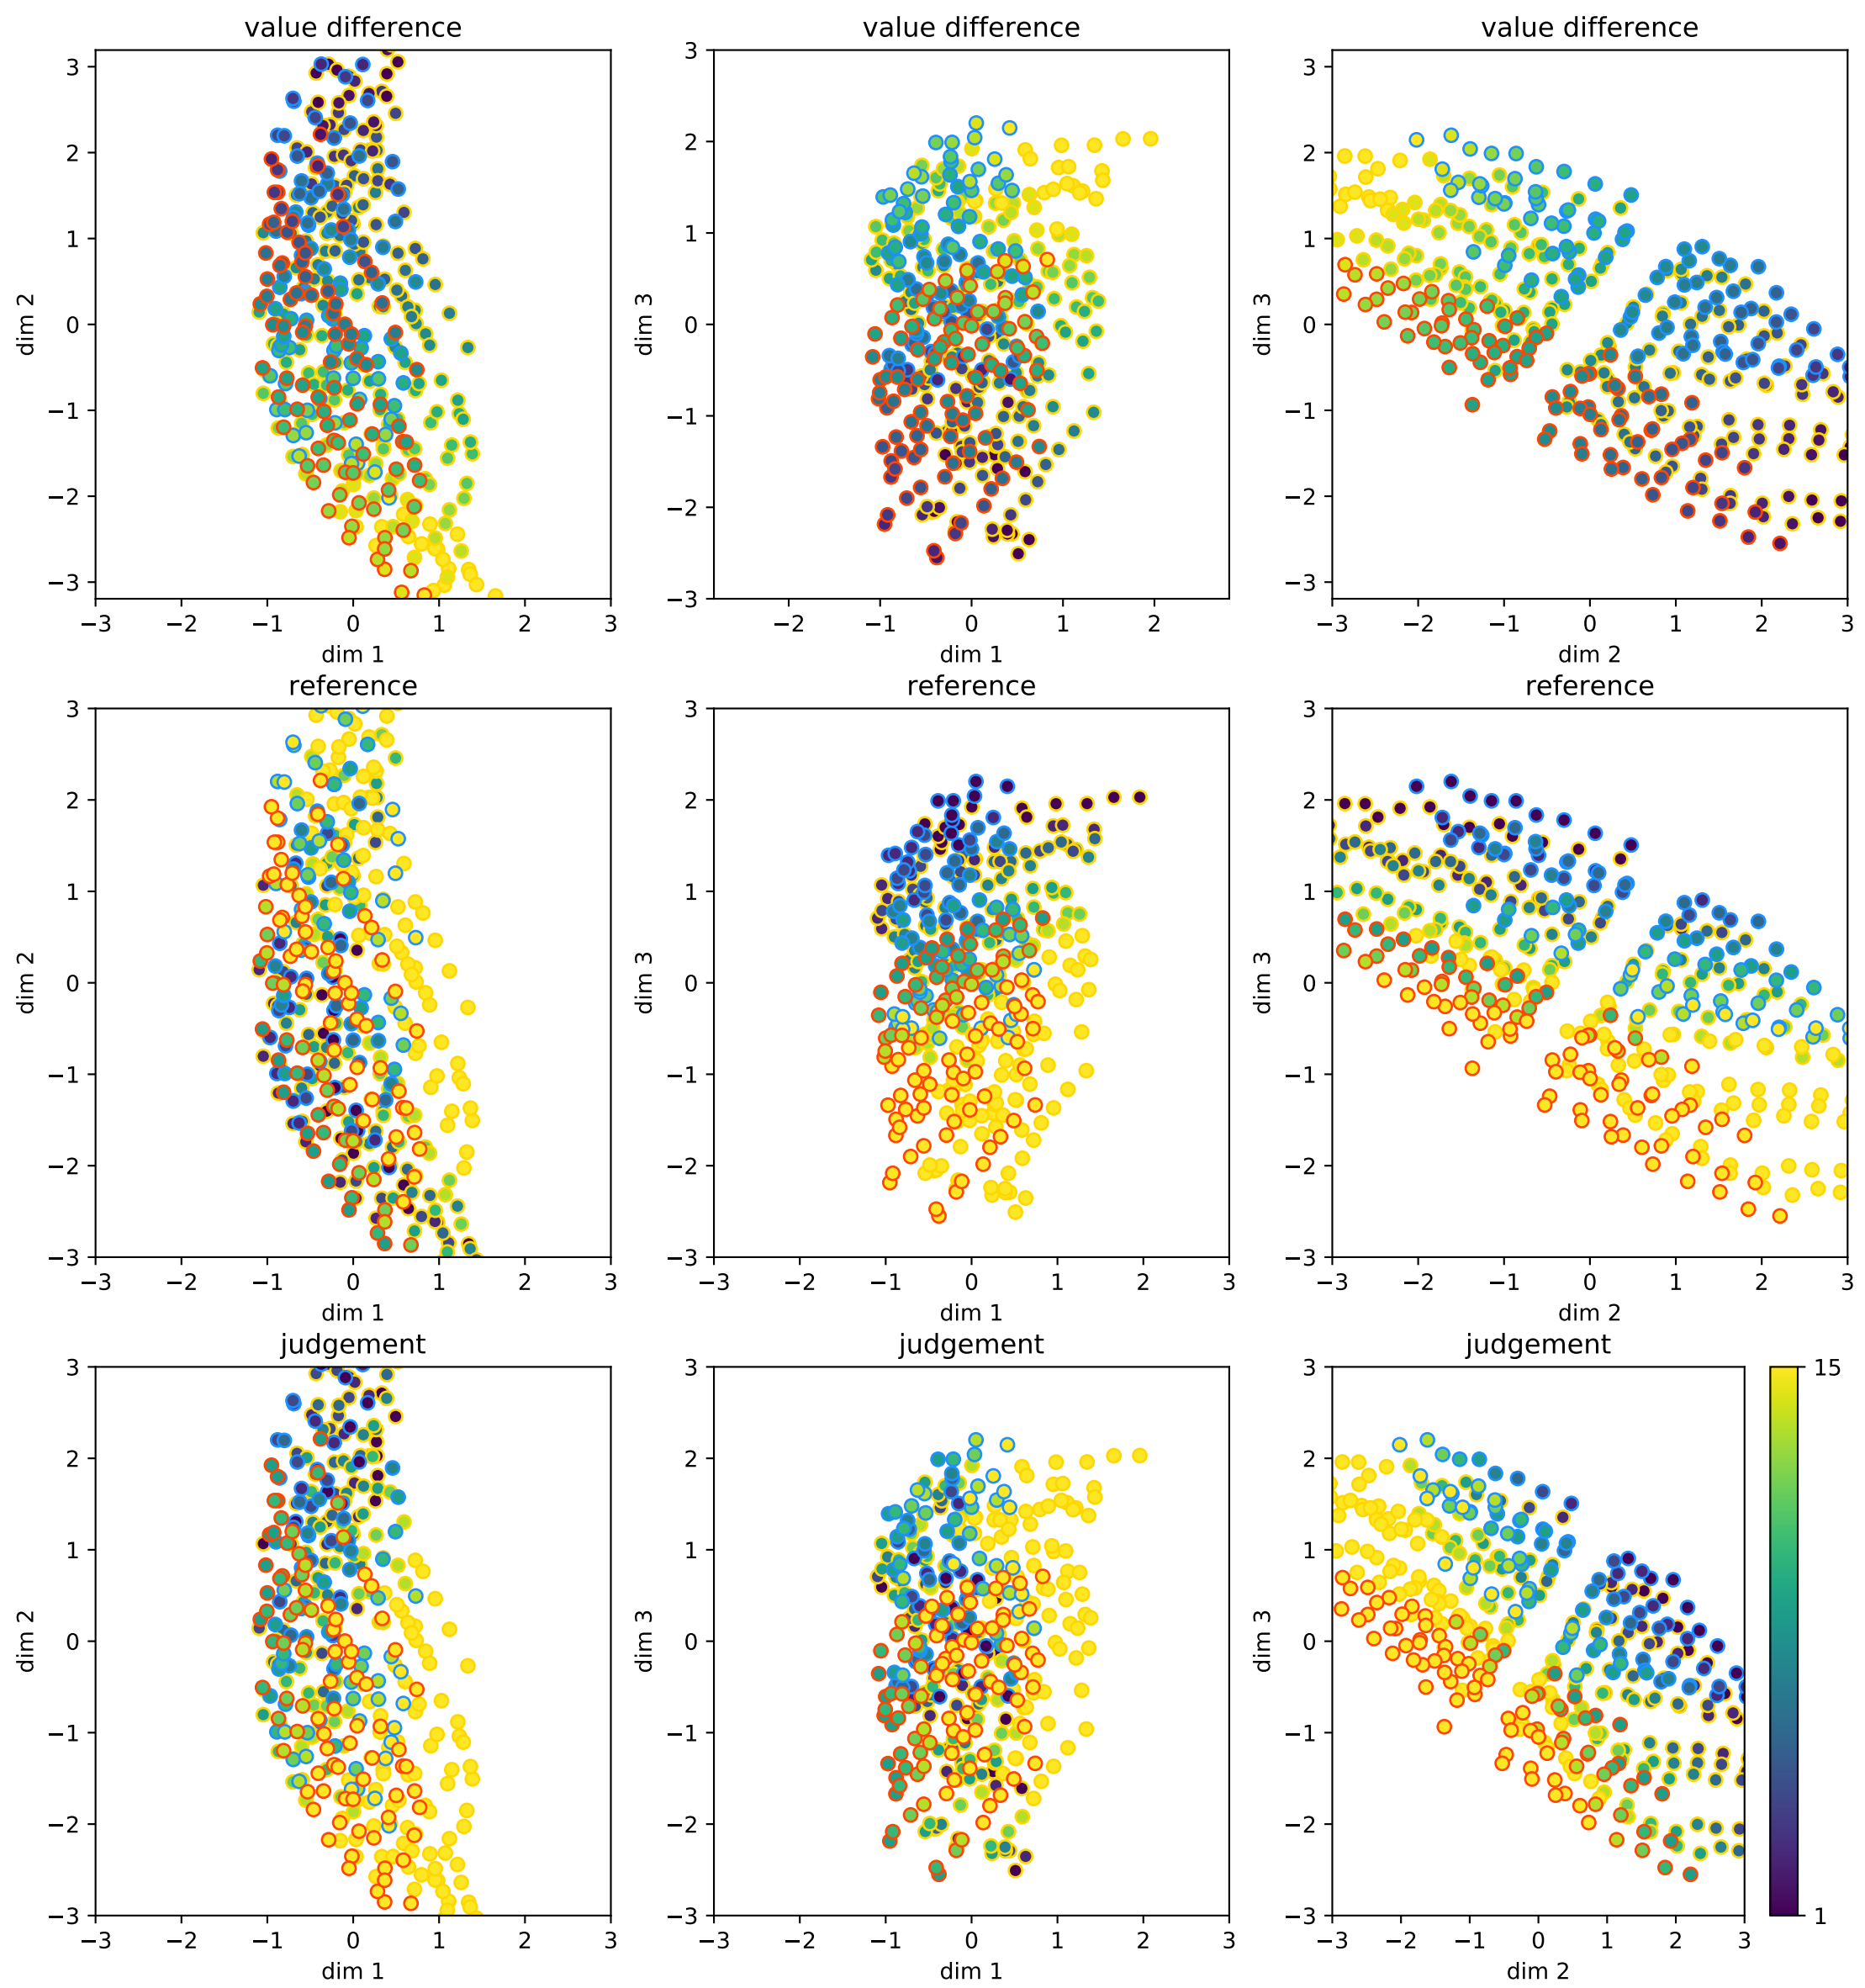 value difference value difference value difference
3 3 3
2 2 2
1 1 1
dim 2 0 dim 3 0 dim 3 0
−1 −1 −1
−2 −2 −2
−3 −3 −3
−3 −2 −1 0 1 2 3 −2 −1 0 1 2 −3 −2 −1 0 1 2 3
dim 1 dim 1 dim 2
reference reference reference
3 3 3
2 2 2
1 1 1
dim 2 0 dim 3 0 dim 3 0
−1 −1 −1
−2 −2 −2
−3 −3 −3
−3 −2 −1 0 1 2 3 −3 −2 −1 0 1 2 3 −3 −2 −1 0 1 2 3
dim 1 dim 1 dim 2
judgement judgement judgement
3 3 3 15
2 2 2
1 1 1
dim 2 0 dim 3 0 dim 3 0
−1 −1 −1
−2 −2 −2
−3 −3 −3 1
−3 −2 −1 0 1 2 3 −3 −2 −1 0 1 2 3 −3 −2 −1 0 1 2 3
dim 1 dim 1 dim 2